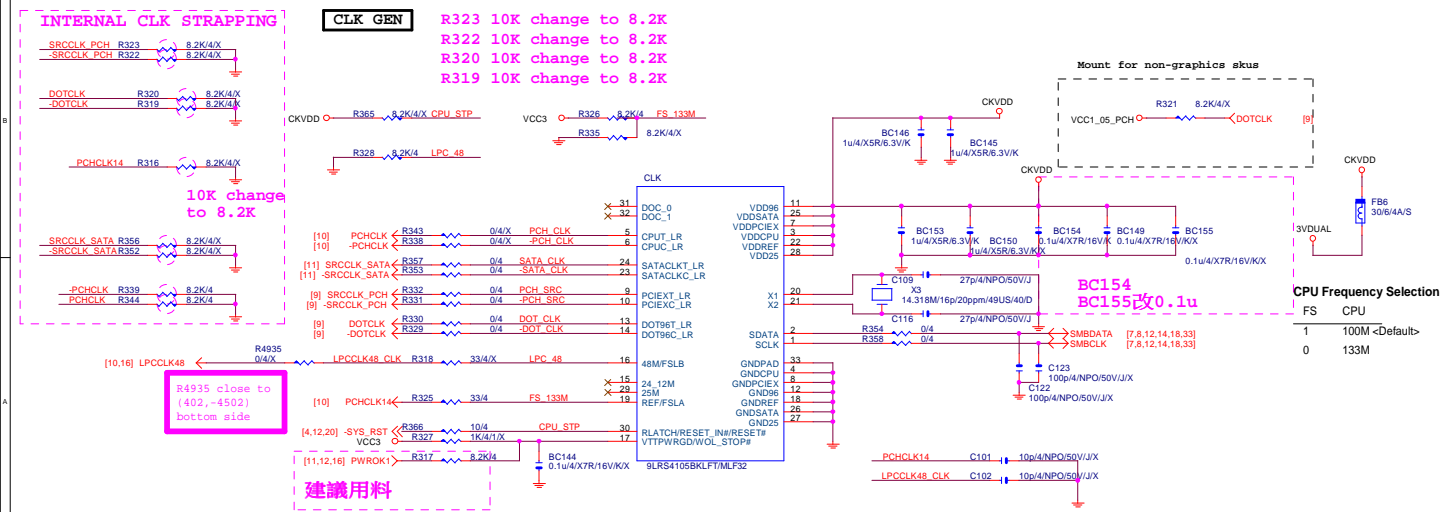 INTERNAL CLK STRAPPING
SRCCLK_PCH R323 8.2K/4/X
-SRCCLK_PCH R322 8.2K/4/X
DOTCLK R320 8.2K/4/X
-DOTCLK R319 8.2K/4/X
PCHCLK14 R316 8.2K/4/X
10K change
to 8.2K
SRCCLK_SATA R356 8.2K/4/X
-SRCCLK_SATA R352 8.2K/4/X
-PCHCLK R339 8.2K/4
PCHCLK R344 8.2K/4
CLK GEN
R323 10K change to 8.2K
R322 10K change to 8.2K
R320 10K change to 8.2K
R319 10K change to 8.2K
CKVDD R365 8.2K/4/X CPU_STP
R328 8.2K/4 LPC_48
VCC3 R326 8.2K/4 FS_133M
R335 8.2K/4/X
CKVDD
BC146
1u/4/X5R/6.3V/K
BC145
1u/4/X5R/6.3V/K
Mount for non-graphics skus
VCC1_05_PCH R321 8.2K/4/X DOTCLK [9]
CKVDD
BC153
1u/4/X5R/6.3V/K
BC150
1u/4/X5R/6.3V/K
BC154
0.1u/4/X7R/16V/K
BC149
0.1u/4/X7R/16V/K/X
BC155
0.1u/4/X7R/16V/K/X
CKVDD
FB6
30/6/4A/S
3VDUAL
BC154
BC155改0.1u
CPU Frequency Selection
FS CPU
1 100M <Default>
0 133M
CLK
31 DOC_0
32 DOC_1
[10] PCHCLK R343 0/4/X PCH_CLK 5 CPUT_LR
[10] -PCHCLK R338 0/4/X -PCH_CLK 6 CPUC_LR
[11] SRCCLK_SATA R357 0/4 SATA_CLK 24 SATACLKT_LR
[11] -SRCCLK_SATA R353 0/4 -SATA_CLK 23 SATACLKC_LR
[9] SRCCLK_PCH R332 0/4 PCH_SRC 9 PCIEXT_LR
[9] -SRCCLK_PCH R331 0/4 -PCH_SRC 10 PCIEXC_LR
[9] DOTCLK R330 0/4 DOT_CLK 13 DOT96T_LR
[9] -DOTCLK R329 0/4 -DOT_CLK 14 DOT96C_LR
[10,16] LPCCLK48 R4935 0/4/X LPCCLK48_CLK R318 33/4/X LPC_48 16 48M/FSLB
15 24_12M
29 25M
[10] PCHCLK14 R325 33/4 FS_133M 19 REF/FSLA
[4,12,20] -SYS_RST R366 10/4 CPU_STP 30 RLATCH/RESET_IN#/RESET#
VCC3 R327 1K/4/1/X 17 VTTPWRGD/WOL_STOP#
[11,12,16] PWROK1 R317 8.2K/4
R4935 close to
(402,-4502)
bottom side
建議用料
BC144
0.1u/4/X7R/16V/K/X
VDD96 11
VDDSATA 25
VDDPCIEX 7
VDDCPU 3
VDDREF 22
VDD25 28
X1 20
X2 21
SDATA 2
SCLK 1
GNDPAD 33
GNDCPU 4
GNDPCIEX 8
GND96 12
GNDREF 18
GNDSATA 26
GND25 27
9LRS4105BKLFT/MLF32
C109 27p/4/NPO/50V/J
X3
14.318M/16p/20ppm/49US/40/D
C116 27p/4/NPO/50V/J
R354 0/4 SMBDATA [7,8,12,14,18,33]
R358 0/4 SMBCLK [7,8,12,14,18,33]
C123
100p/4/NPO/50V/J/X
C122
100p/4/NPO/50V/J/X
PCHCLK14 C101 10p/4/NPO/50V/J/X
LPCCLK48_CLK C102 10p/4/NPO/50V/J/X
B
A